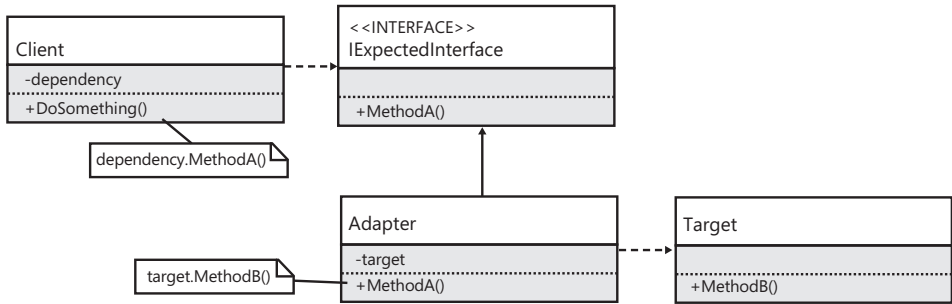 Client
-dependency
+DoSomething()
dependency.MethodA()
<<INTERFACE>>
IExpectedInterface
+MethodA()
Adapter
-target
+MethodA()
target.MethodB()
Target
+MethodB()